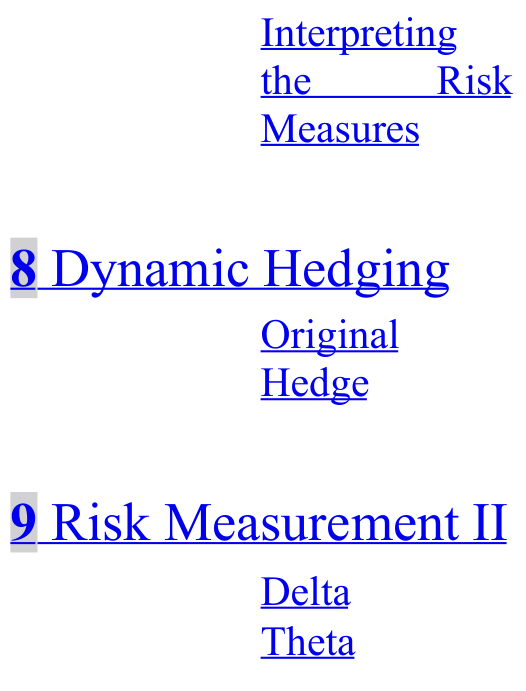 Interpreting
the Risk
Measures
8 Dynamic Hedging
Original
Hedge
9 Risk Measurement II
Delta
Theta